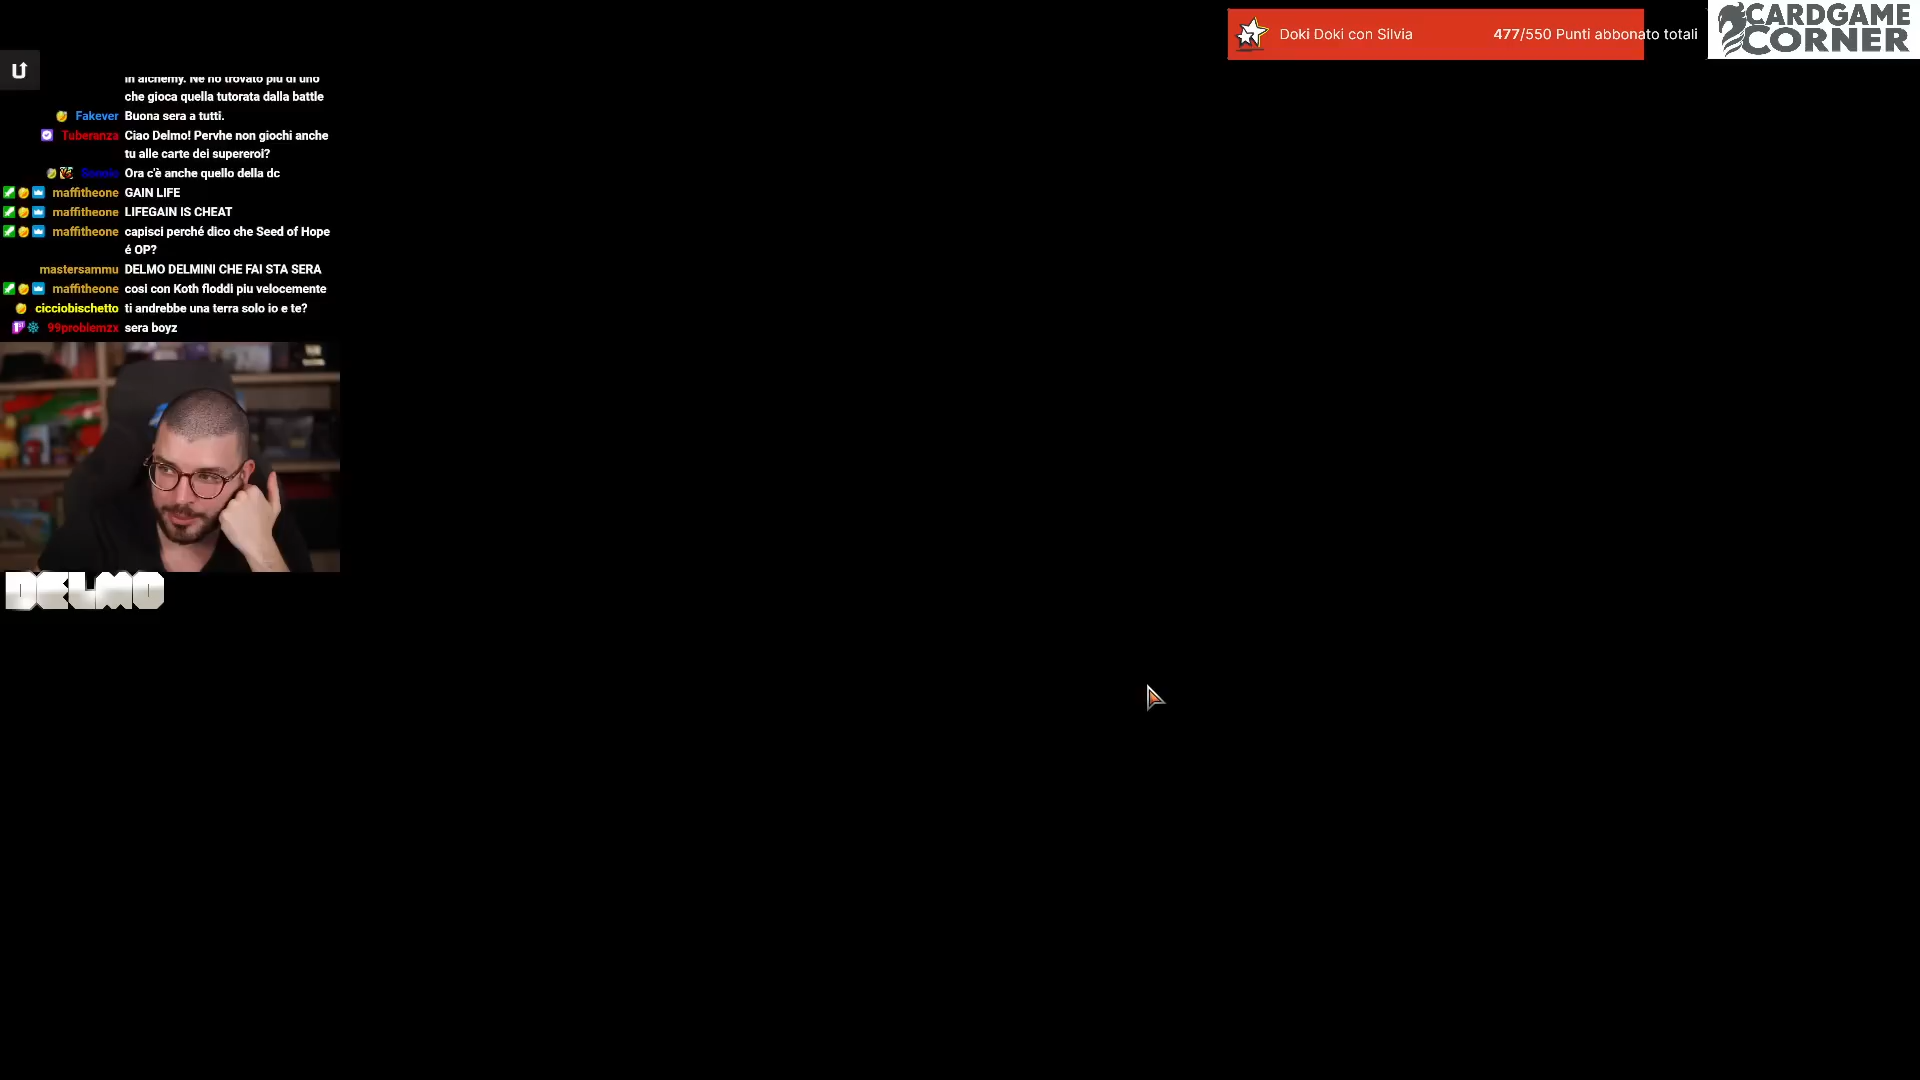 Doki Doki con Silvia
477/550 Punti abbonato totali
CARDGAME
CORNER
in alchemy. Ne ho trovato più di uno
che gioca quella tutorata dalla battle
Fakever Buona sera a tutti.
Tuberanza Ciao Delmo! Pervhe non giochi anche
tu alle carte dei supereroi?
Ora c'è anche quello della dc
maffitheone GAIN LIFE
maffitheone LIFEGAIN IS CHEAT
maffitheone capisci perché dico che Seed of Hope
é OP?
mastersammu DELMO DELMINI CHE FAI STA SERA
maffitheone cosi con Koth floddi piu velocemente
cicciobischetto ti andrebbe una terra solo io e te?
99problemzx sera boyz
DELMO